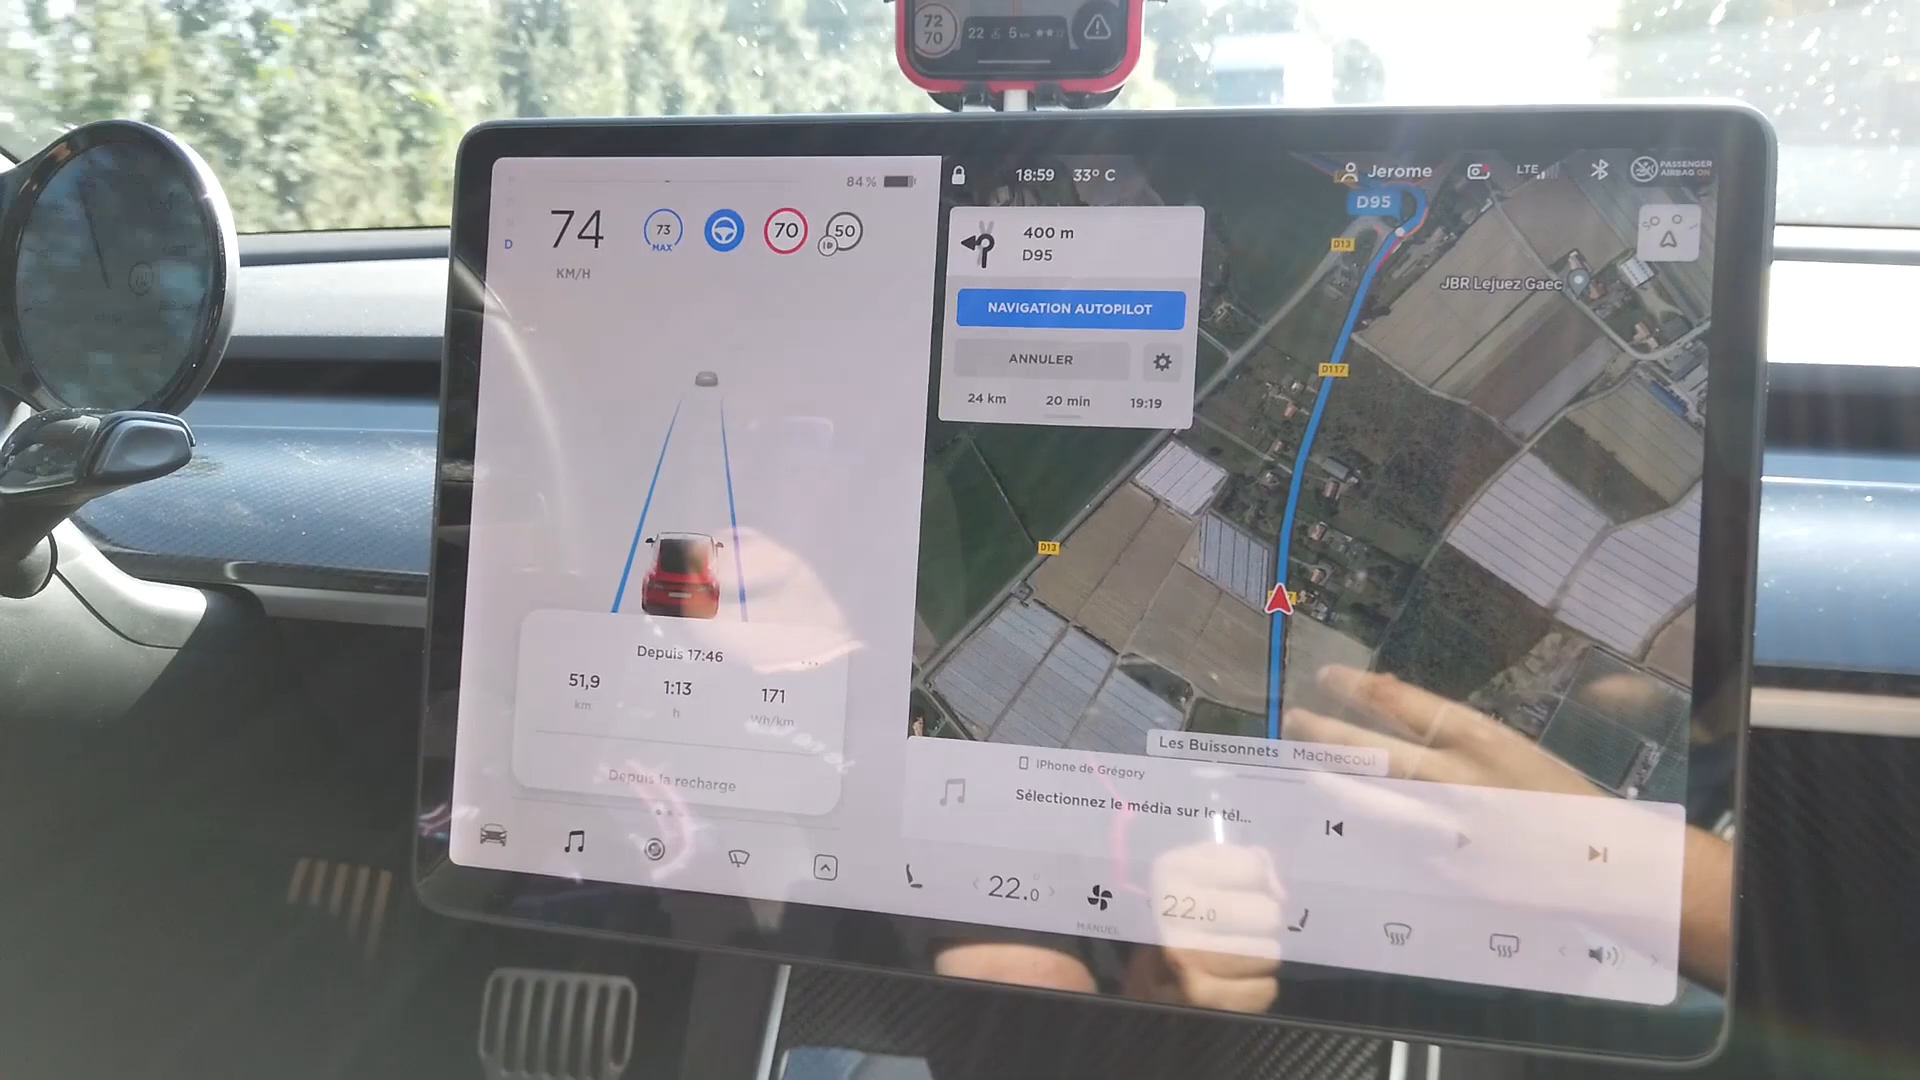 72
70
22
5
84 %
D
74
KM/H
73
MAX
70
50
18:59
33° C
Jerome
LTE
PASSENGER
AIRBAG ON
400 m
D95
NAVIGATION AUTOPILOT
ANNULER
24 km
20 min
19:19
D95
D13
JBR Lejuez Gaec
D117
D13
Les Buissonnets
Machecoul
Depuis 17:46
51,9
km
1:13
h
171
Wh/km
Depuis la recharge
iPhone de Grégory
Sélectionnez le média sur le tél...
22.0
MANUEL
22.0